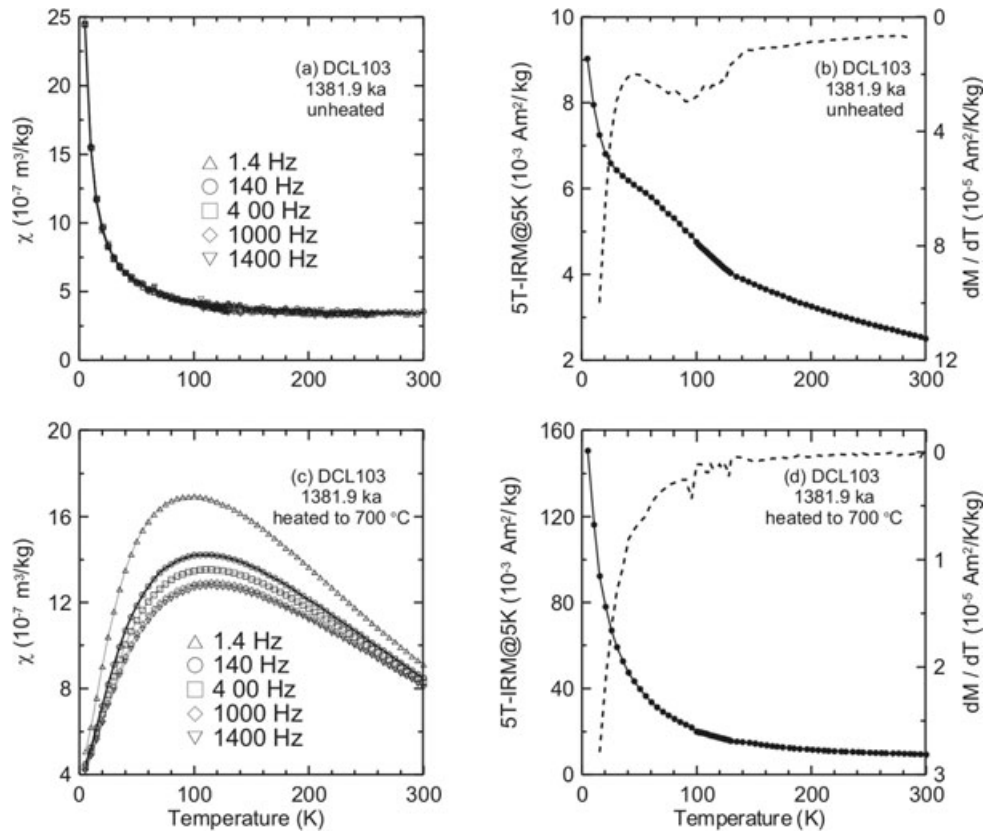 25
20
15
10
5
0
χ (10⁻⁷ m³/kg)
(a) DCL103
1381.9 ka
unheated
1.4 Hz
140 Hz
4 00 Hz
1000 Hz
1400 Hz
0
100
200
300
10
8
6
4
2
5T-IRM@5K (10⁻³ Am²/kg)
(b) DCL103
1381.9 ka
unheated
0
4
8
12
dM / dT (10⁻⁵ Am²/K/kg)
0
100
200
300
20
16
12
8
4
χ (10⁻⁷ m³/kg)
(c) DCL103
1381.9 ka
heated to 700 °C
1.4 Hz
140 Hz
4 00 Hz
1000 Hz
1400 Hz
0
100
200
300
Temperature (K)
160
120
80
40
0
5T-IRM@5K (10⁻³ Am²/kg)
(d) DCL103
1381.9 ka
heated to 700 °C
0
1
2
3
dM / dT (10⁻⁵ Am²/K/kg)
0
100
200
300
Temperature (K)